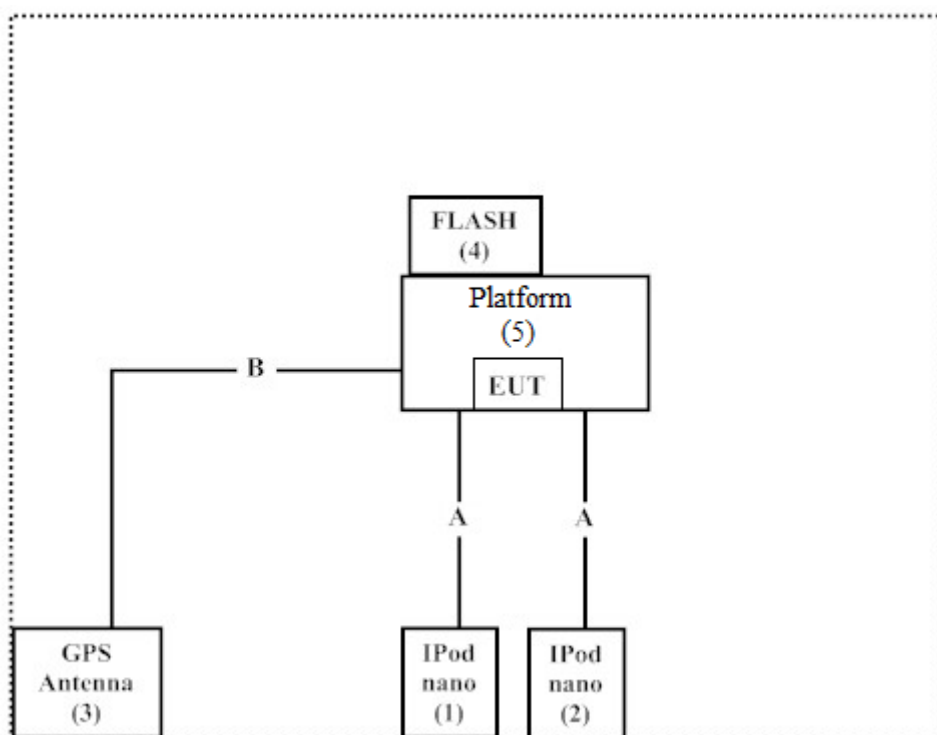 FLASH
(4)
Platform
(5)
B
EUT
A
A
GPS
Antenna
(3)
IPod
nano
(1)
IPod
nano
(2)